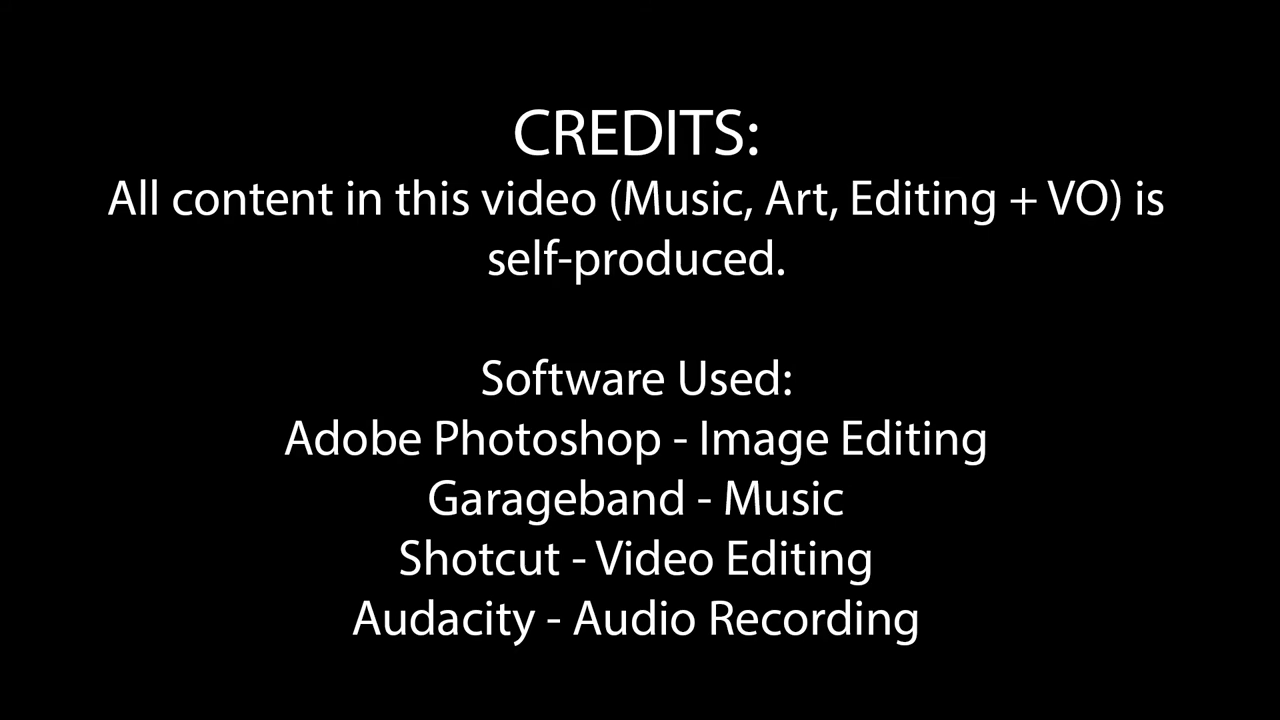 CREDITS:
All content in this video (Music, Art, Editing + VO) is
self-produced.
Software Used:
Adobe Photoshop - Image Editing
Garageband - Music
Shotcut - Video Editing
Audacity - Audio Recording